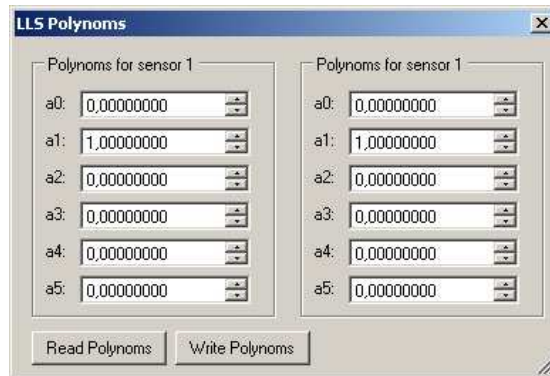 LLS Polynoms
Polynoms for sensor 1
a0: 0,00000000
a1: 1,00000000
a2: 0,00000000
a3: 0,00000000
a4: 0,00000000
a5: 0,00000000
Polynoms for sensor 1
a0: 0,00000000
a1: 1,00000000
a2: 0,00000000
a3: 0,00000000
a4: 0,00000000
a5: 0,00000000
Read Polynoms
Write Polynoms